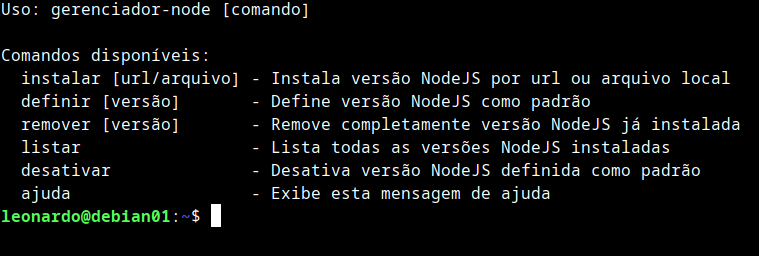 Uso: gerenciador-node [comando]

Comandos disponíveis:
  instalar [url/arquivo] - Instala versão NodeJS por url ou arquivo local
  definir [versão]       - Define versão NodeJS como padrão
  remover [versão]       - Remove completamente versão NodeJS já instalada
  listar                 - Lista todas as versões NodeJS instaladas
  desativar              - Desativa versão NodeJS definida como padrão
  ajuda                  - Exibe esta mensagem de ajuda
leonardo@debian01:~$